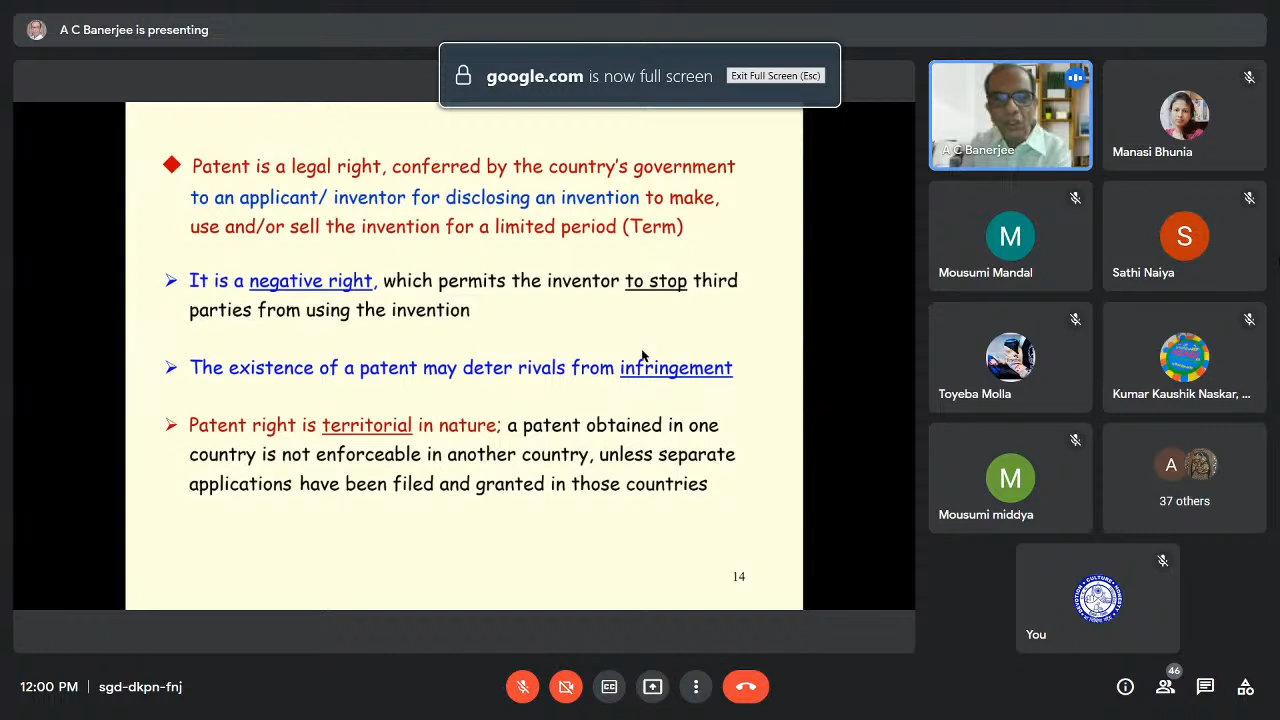 A C Banerjee is presenting
google.com is now full screen Exit Full Screen (Esc)
Patent is a legal right, conferred by the country's government
to an applicant/ inventor for disclosing an invention to make,
use and/or sell the invention for a limited period (Term)
It is a negative right, which permits the inventor to stop third
parties from using the invention
The existence of a patent may deter rivals from infringement
Patent right is territorial in nature; a patent obtained in one
country is not enforceable in another country, unless separate
applications have been filed and granted in those countries
14
A C Banerjee
Manasi Bhunia
M
Mousumi Mandal
S
Sathi Naiya
Toyeba Molla
Kumar Kaushik Naskar, ...
M
Mousumi middya
A
37 others
You
12:00 PM | sgd-dkpn-fnj
CC
46